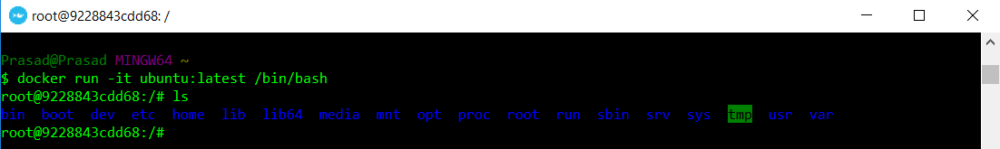 root@9228843cdd68: /
Prasad@Prasad MINGW64 ~
$ docker run -it ubuntu:latest /bin/bash
root@9228843cdd68:/# ls
bin  boot  dev  etc  home  lib  lib64  media  mnt  opt  proc  root  run  sbin  srv  sys  tmp  usr  var
root@9228843cdd68:/#